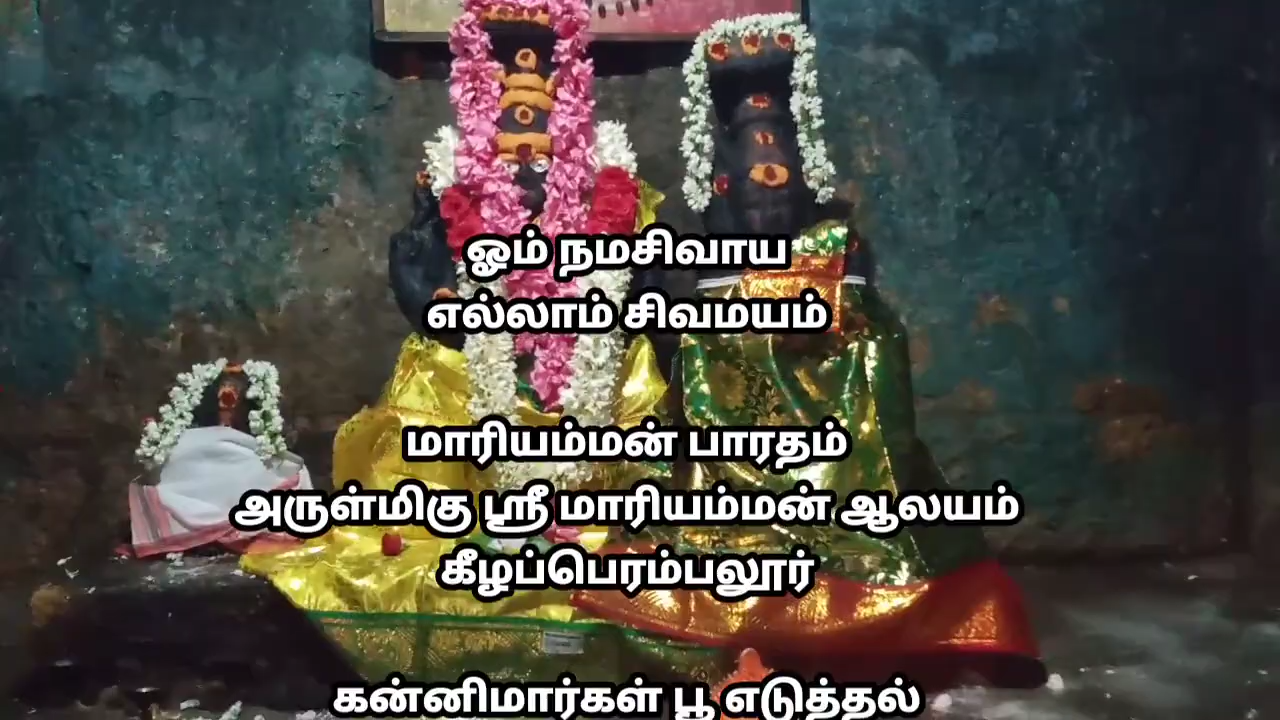 ஓம் நமசிவாய
எல்லாம் சிவமயம்
மாரியம்மன் பாரதம்
அருள்மிகு ஸ்ரீ மாரியம்மன் ஆலயம்
கீழப்பெரம்பலூர்
கன்னிமார்கள் பூ எடுத்தல்